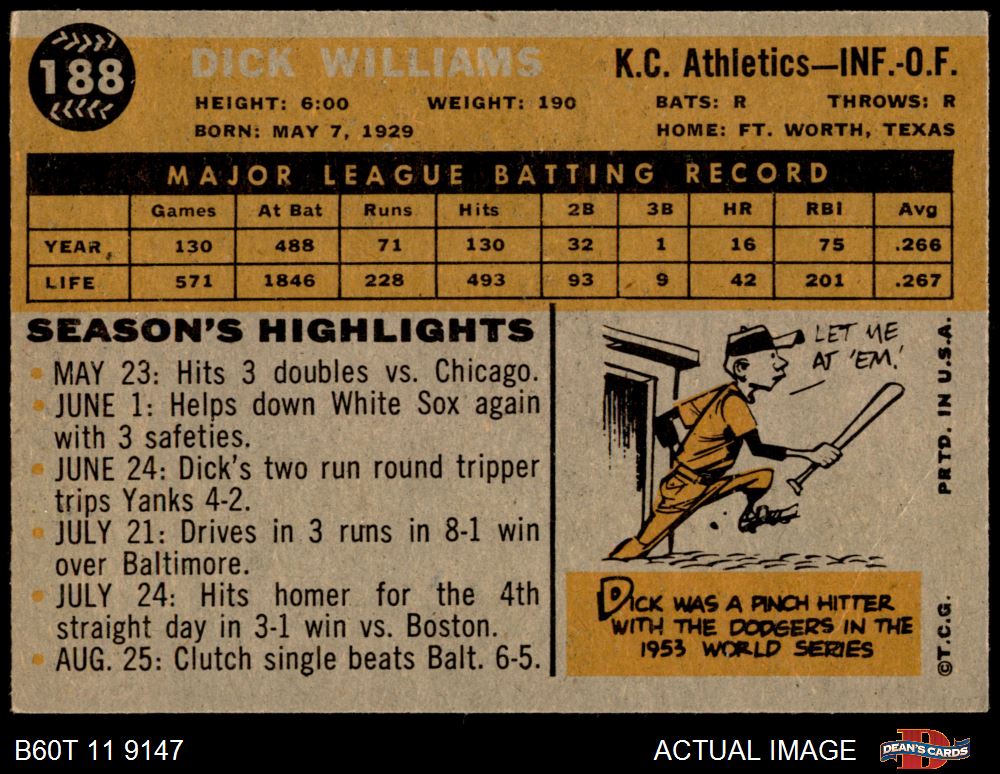 188
DICK WILLIAMS
K.C. Athletics—INF.-O.F.
HEIGHT: 6:00 WEIGHT: 190 BATS: R THROWS: R
BORN: MAY 7, 1929 HOME: FT. WORTH, TEXAS
MAJOR LEAGUE BATTING RECORD
Games At Bat Runs Hits 2B 3B HR RBI Avg
YEAR 130 488 71 130 32 1 16 75 .266
LIFE 571 1846 228 493 93 9 42 201 .267
SEASON'S HIGHLIGHTS
• MAY 23: Hits 3 doubles vs. Chicago.
• JUNE 1: Helps down White Sox again
with 3 safeties.
• JUNE 24: Dick's two run round tripper
trips Yanks 4-2.
• JULY 21: Drives in 3 runs in 8-1 win
over Baltimore.
• JULY 24: Hits homer for the 4th
straight day in 3-1 win vs. Boston.
• AUG. 25: Clutch single beats Balt. 6-5.
LET ME
AT 'EM.'
DICK WAS A PINCH HITTER
WITH THE DODGERS IN THE
1953 WORLD SERIES
©T.C.G. PRTD. IN U.S.A.
B60T 11 9147
ACTUAL IMAGE
DEAN'S CARDS